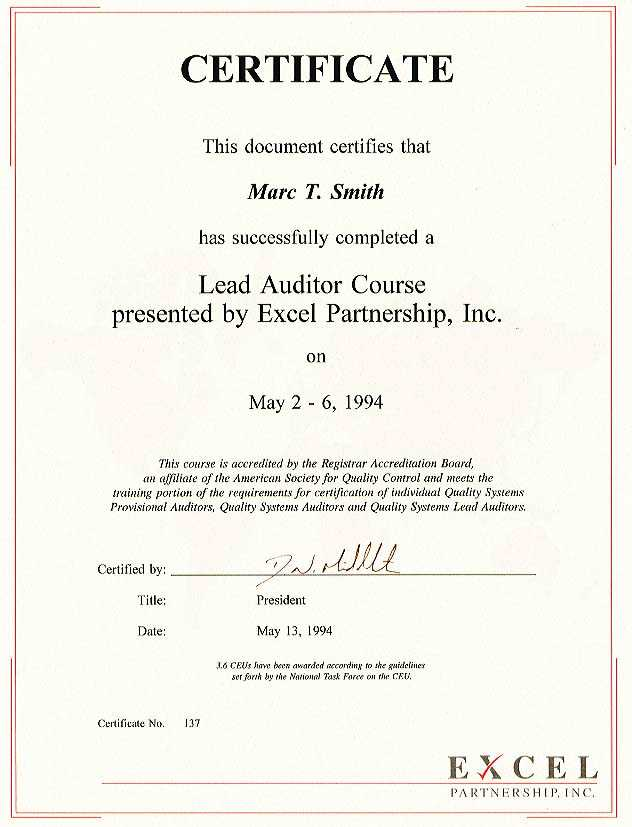 CERTIFICATE
This document certifies that
Marc T. Smith
has successfully completed a
Lead Auditor Course
presented by Excel Partnership, Inc.
on
May 2 - 6, 1994
This course is accredited by the Registrar Accreditation Board,
an affiliate of the American Society for Quality Control and meets the
training portion of the requirements for certification of individual Quality Systems
Provisional Auditors, Quality Systems Auditors and Quality Systems Lead Auditors.
Certified by:
Title: President
Date: May 13, 1994
3.6 CEUs have been awarded according to the guidelines
set forth by the National Task Force on the CEU.
Certificate No. 137
EXCEL
PARTNERSHIP, INC.